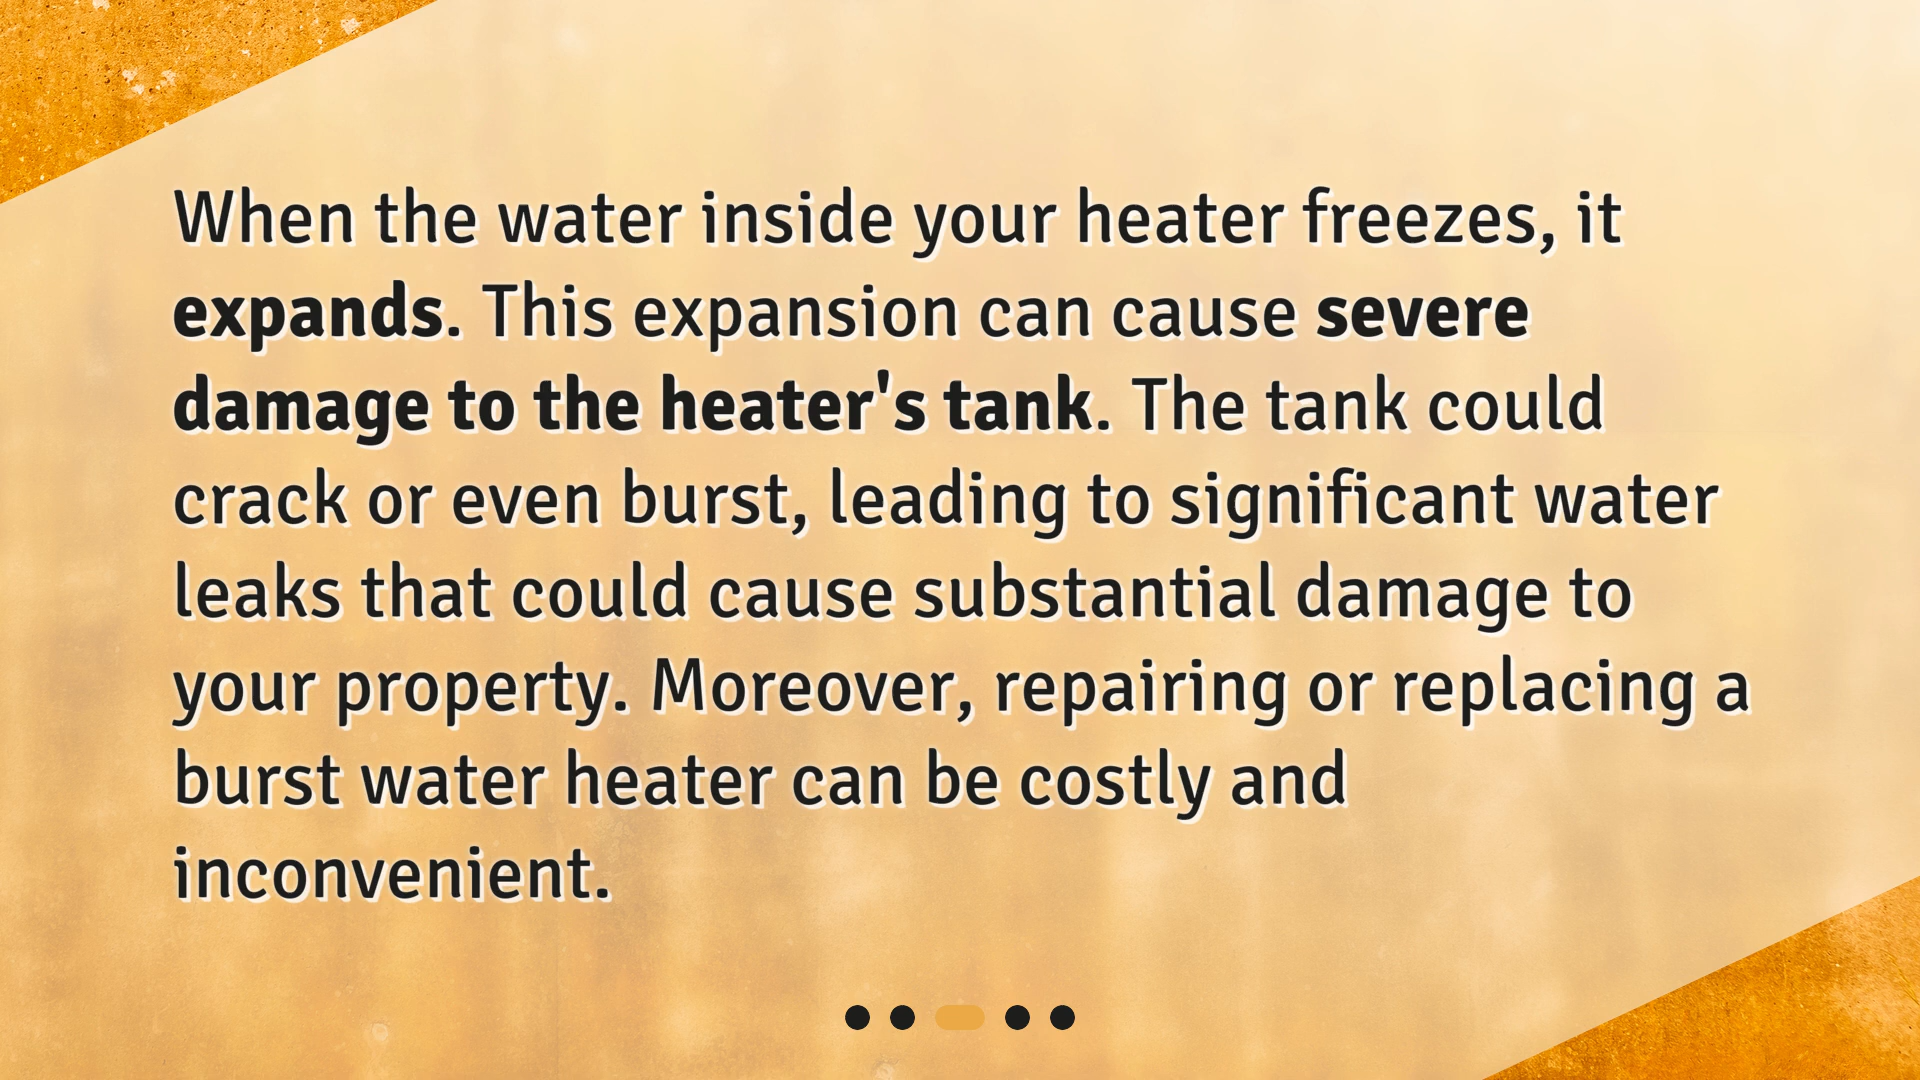 When the water inside your heater freezes, it
expands. This expansion can cause severe
damage to the heater's tank. The tank could
crack or even burst, leading to significant water
leaks that could cause substantial damage to
your property. Moreover, repairing or replacing a
burst water heater can be costly and
inconvenient.